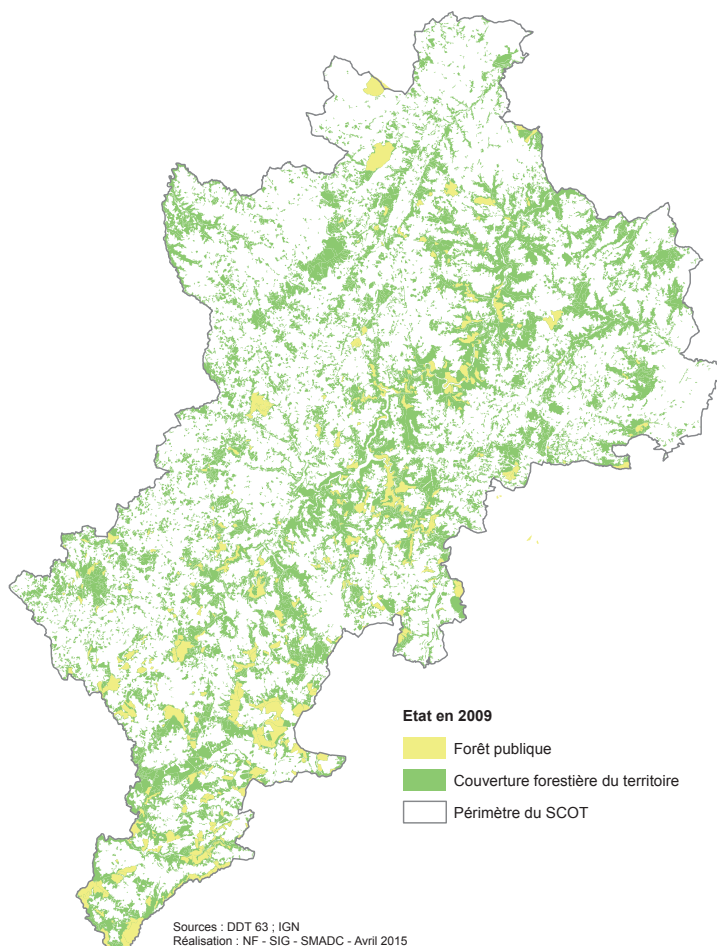 Etat en 2009
Forêt publique
Couverture forestière du territoire
Périmètre du SCOT
Sources : DDT 63 ; IGN
Réalisation : NF - SIG - SMADC - Avril 2015